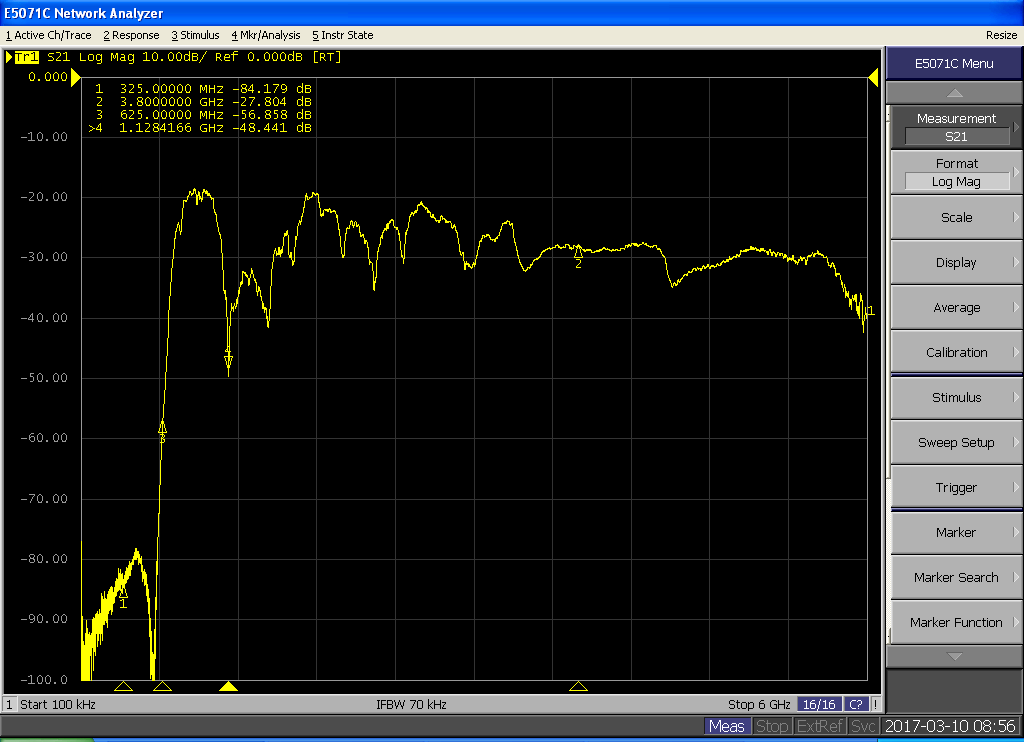 E5071C Network Analyzer
1 Active Ch/Trace 2 Response 3 Stimulus 4 Mkr/Analysis 5 Instr State Resize
Tr1 S21 Log Mag 10.00dB/ Ref 0.000dB [RT]
0.000
1 325.00000 MHz -84.179 dB
2 3.8000000 GHz -27.804 dB
3 625.00000 MHz -56.858 dB
>4 1.1284166 GHz -48.441 dB
-10.00
-20.00
-30.00
-40.00
-50.00
-60.00
-70.00
-80.00
-90.00
-100.0
1
2
3
4
1
E5071C Menu
Measurement
S21
Format
Log Mag
Scale
Display
Average
Calibration
Stimulus
Sweep Setup
Trigger
Marker
Marker Search
Marker Function
1 Start 100 kHz IFBW 70 kHz Stop 6 GHz 16/16 C? !
Meas Stop ExtRef Svc 2017-03-10 08:56